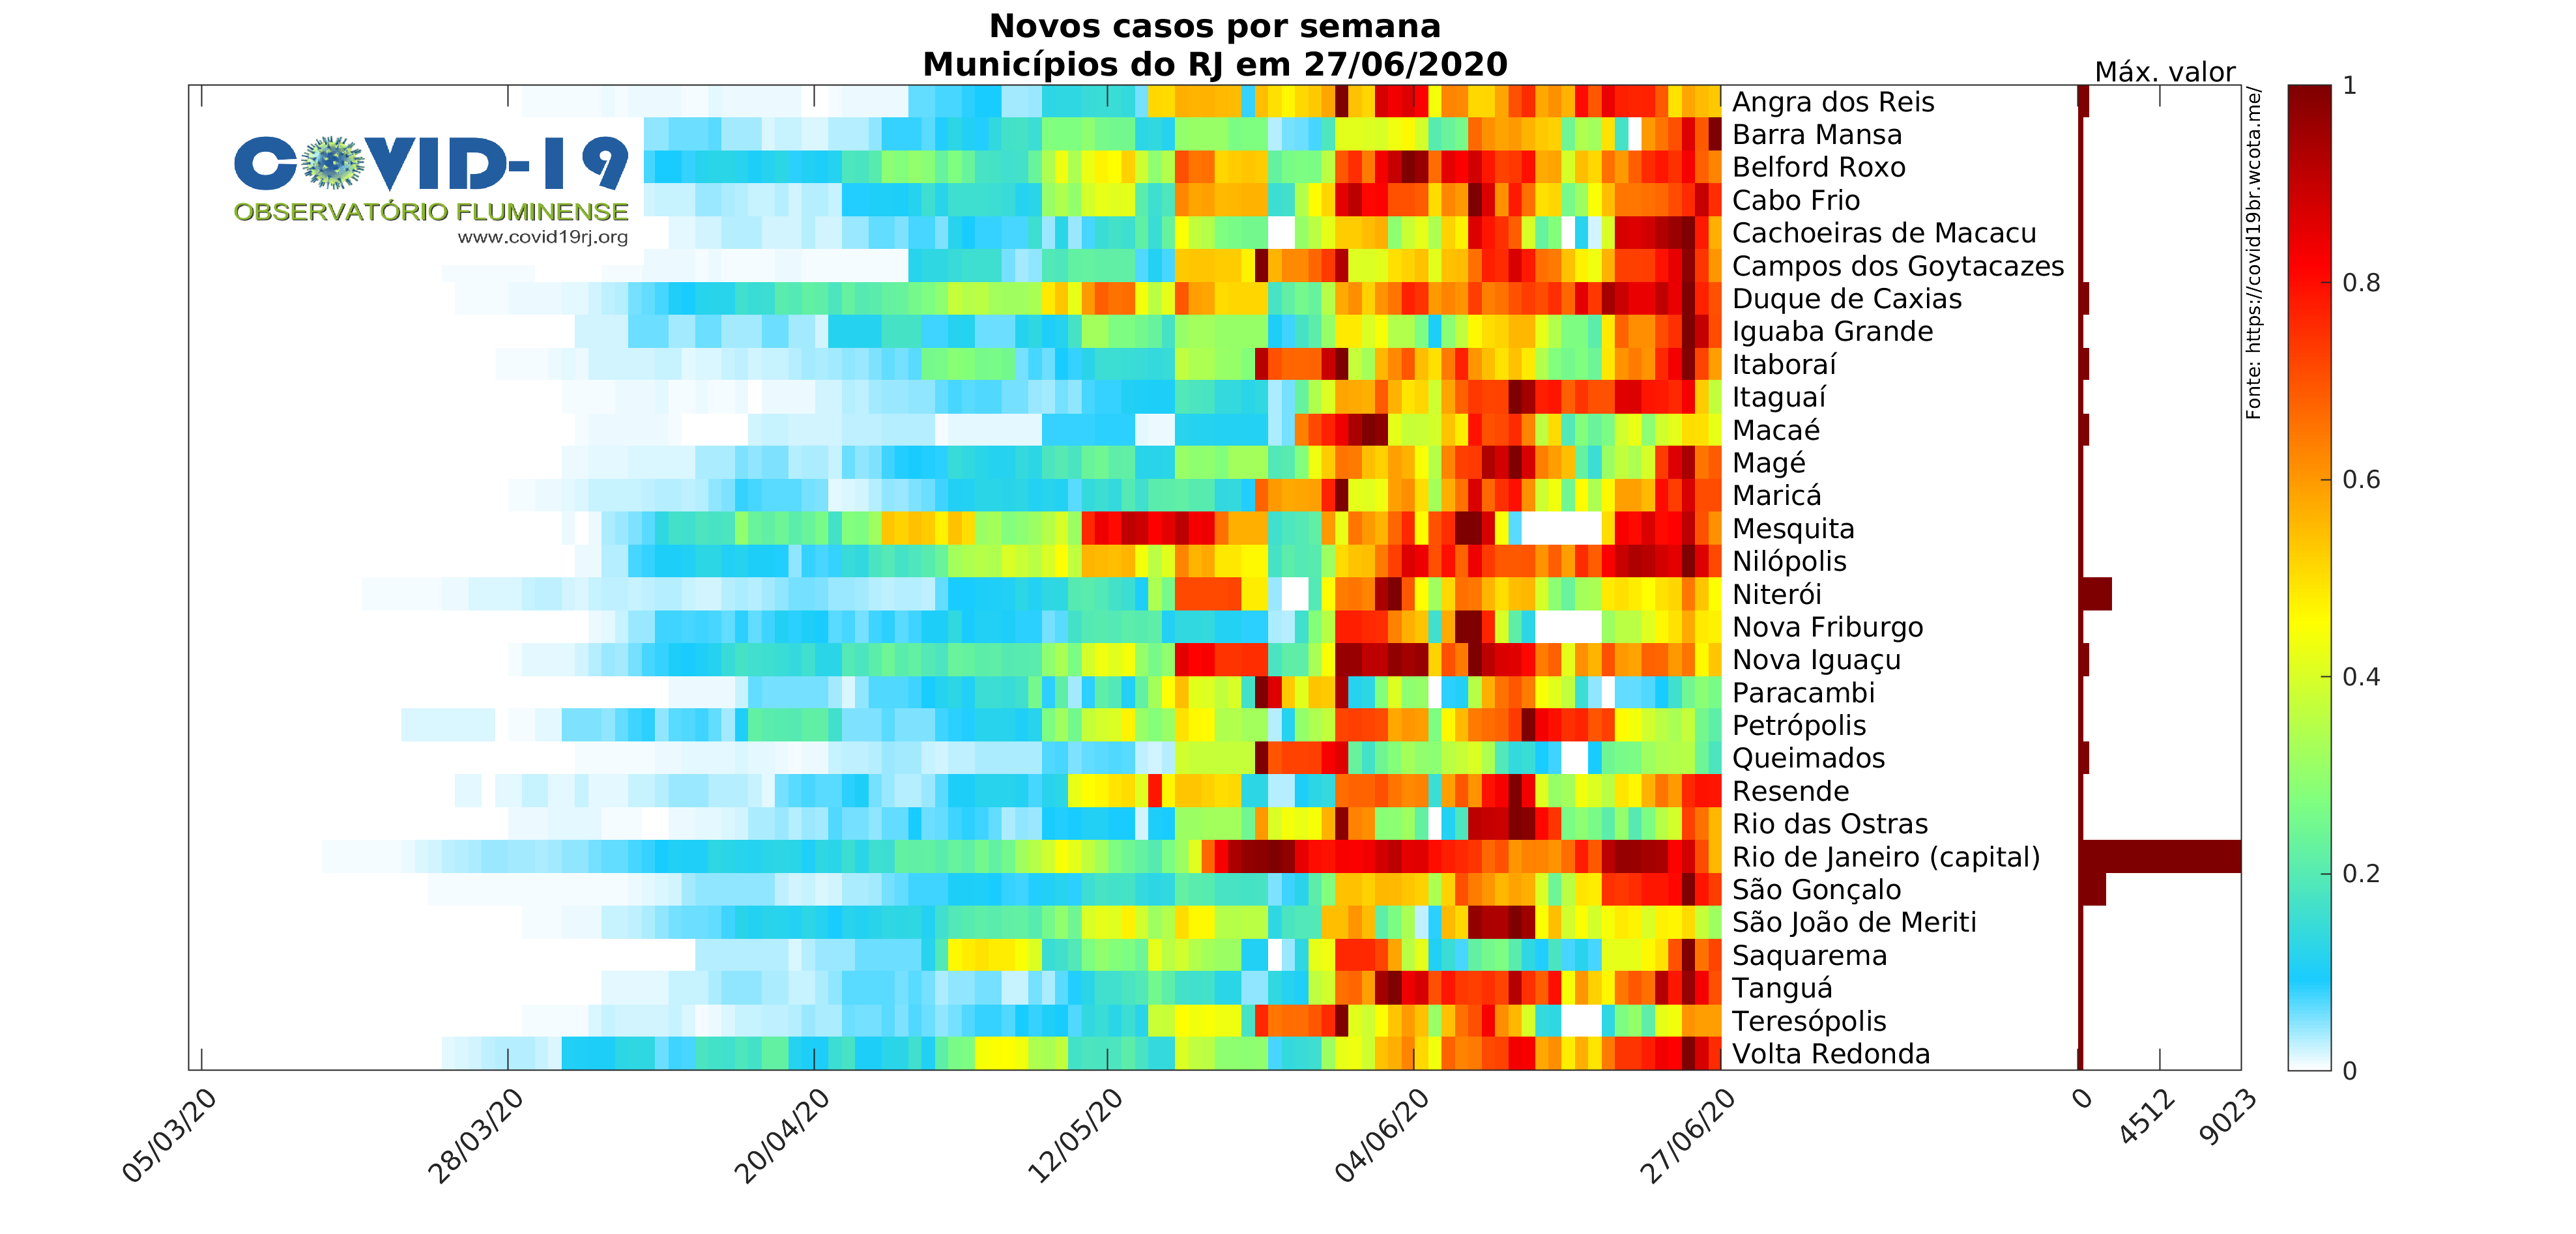 Novos casos por semana
Municípios do RJ em 27/06/2020
Máx. valor
COVID-19
OBSERVATÓRIO FLUMINENSE
www.covid19rj.org
Angra dos Reis
Barra Mansa
Belford Roxo
Cabo Frio
Cachoeiras de Macacu
Campos dos Goytacazes
Duque de Caxias
Iguaba Grande
Itaboraí
Itaguaí
Macaé
Magé
Maricá
Mesquita
Nilópolis
Niterói
Nova Friburgo
Nova Iguaçu
Paracambi
Petrópolis
Queimados
Resende
Rio das Ostras
Rio de Janeiro (capital)
São Gonçalo
São João de Meriti
Saquarema
Tanguá
Teresópolis
Volta Redonda
05/03/20
28/03/20
20/04/20
12/05/20
04/06/20
27/06/20
0
4512
9023
Fonte: https://covid19br.wcota.me/
1
0.8
0.6
0.4
0.2
0